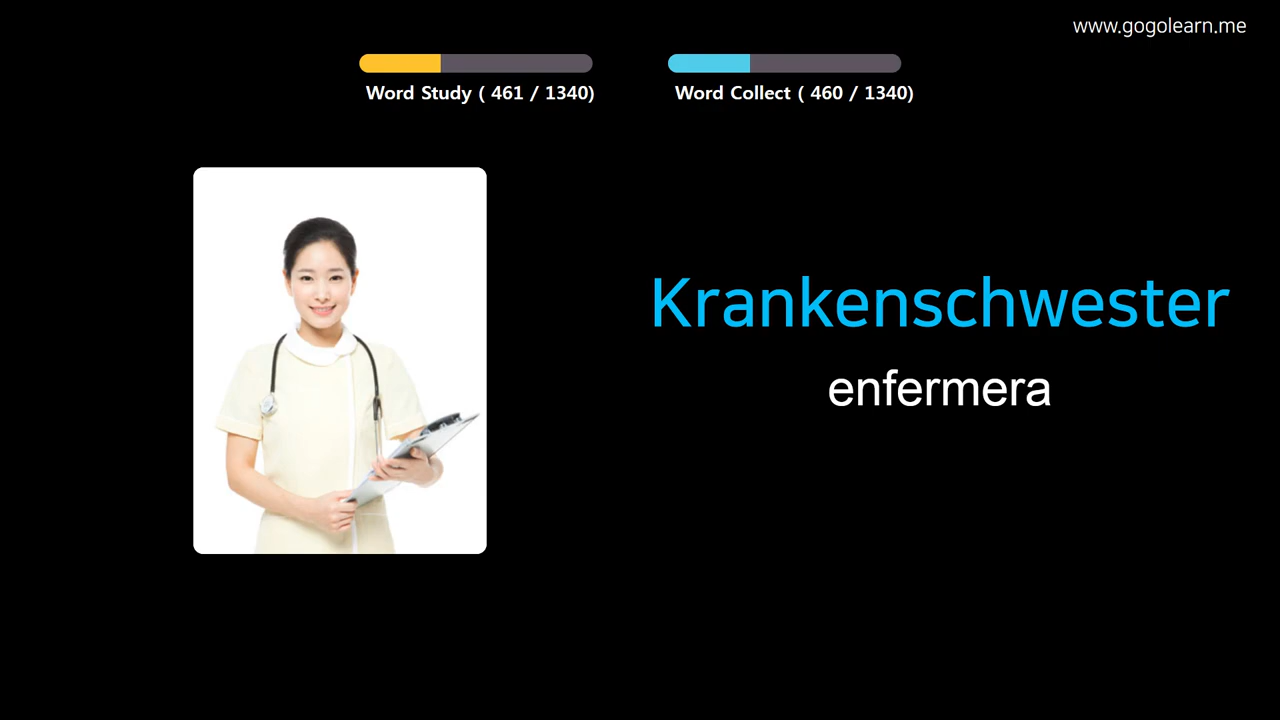 www.gogolearn.me
Word Study ( 461 / 1340)
Word Collect ( 460 / 1340)
Krankenschwester
enfermera